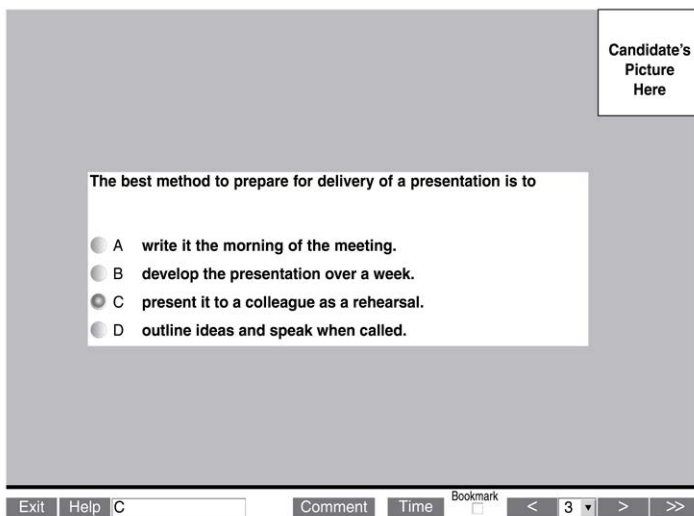 Candidate's
Picture
Here
The best method to prepare for delivery of a presentation is to
A write it the morning of the meeting.
B develop the presentation over a week.
C present it to a colleague as a rehearsal.
D outline ideas and speak when called.
Exit Help C Comment Time Bookmark < 3 > >>